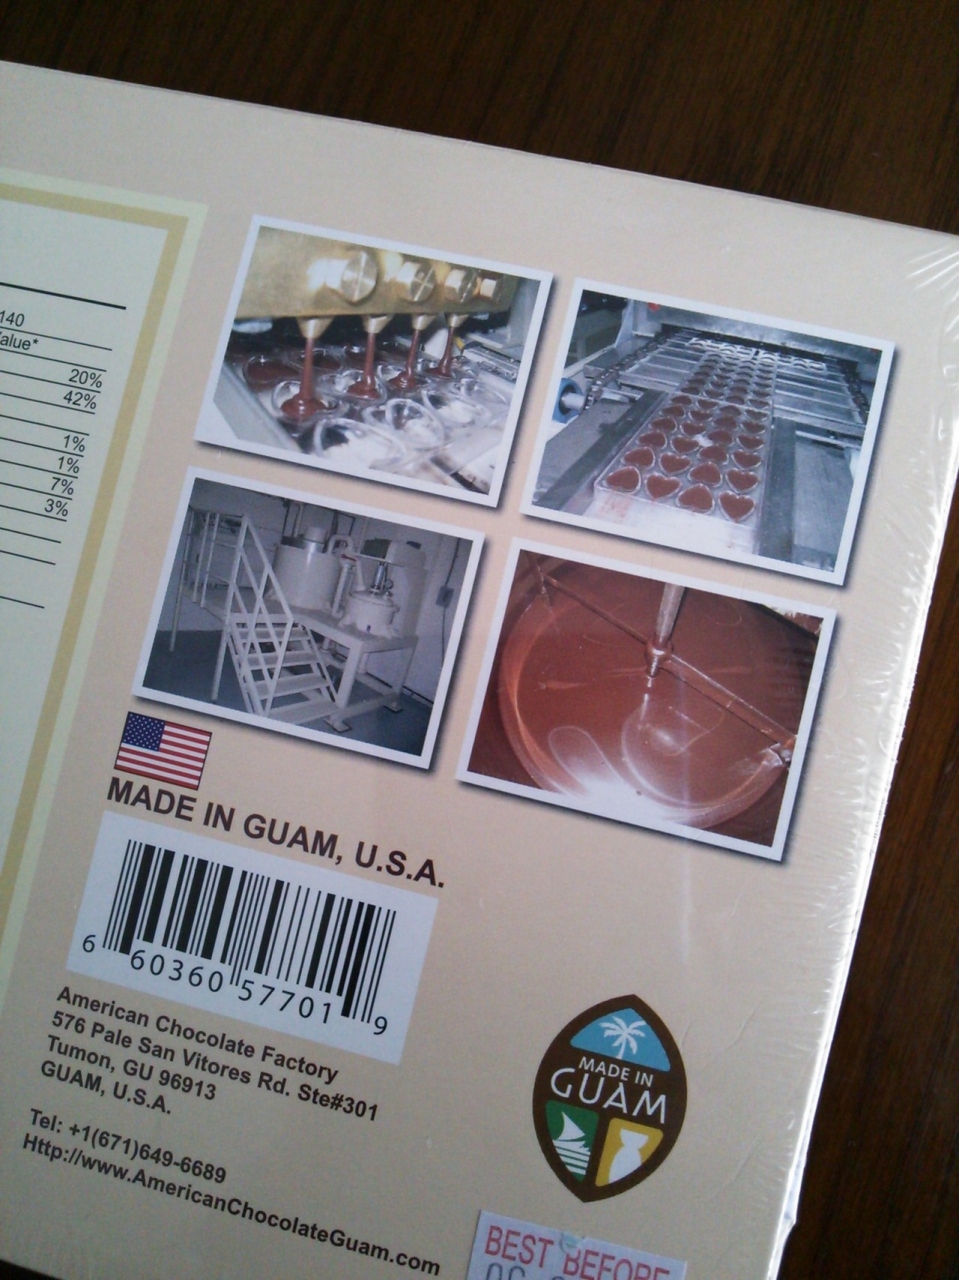 140
alue*
20%
42%
1%
1%
7%
3%
MADE IN GUAM, U.S.A.
6 60360 57701 9
American Chocolate Factory
576 Pale San Vitores Rd. Ste#301
Tumon, GU 96913
GUAM, U.S.A.
Tel: +1(671)649-6689
Http://www.AmericanChocolateGuam.com
MADE IN
GUAM
BEST BEFORE